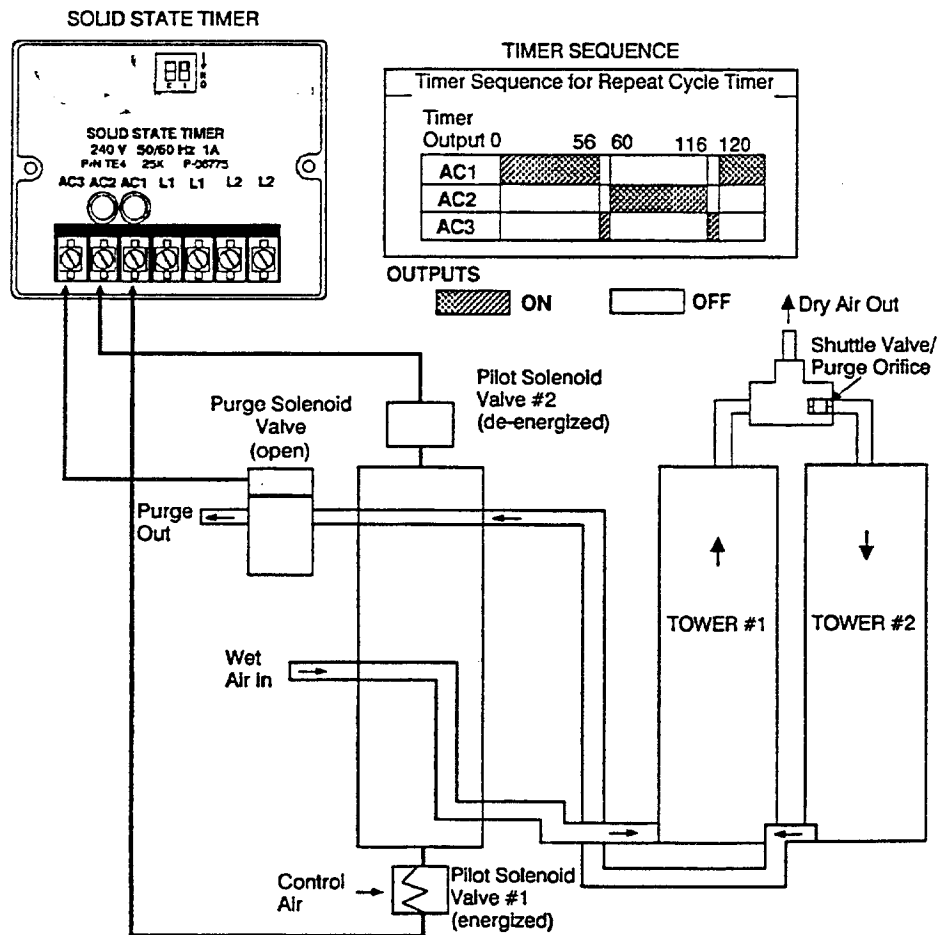 SOLID STATE TIMER
SOLID STATE TIMER
240 V 50/60 Hz 1A
P/N TE4 25K P-06775
AC3 AC2 AC1 L1 L1 L2 L2
TIMER SEQUENCE
Timer Sequence for Repeat Cycle Timer
Timer
Output 0 56 60 116 120
AC1
AC2
AC3
OUTPUTS
ON OFF
Dry Air Out
Shuttle Valve/
Purge Orifice
Pilot Solenoid
Valve #2
(de-energized)
Purge Solenoid
Valve
(open)
Purge
Out
TOWER #1
TOWER #2
Wet
Air In
Control
Air
Pilot Solenoid
Valve #1
(energized)